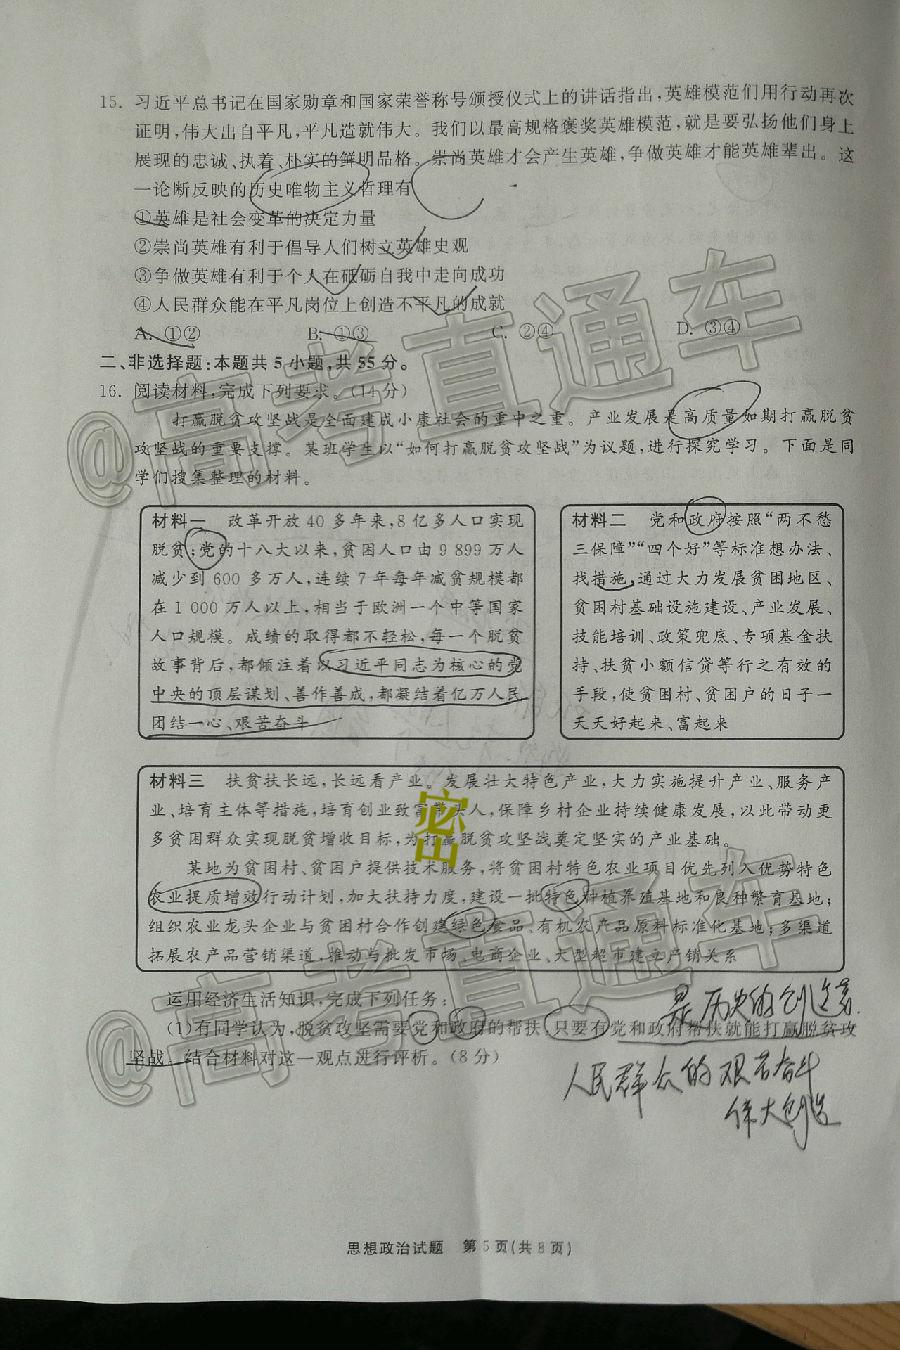 15. 习近平总书记在国家勋章和国家荣誉称号颁授仪式上的讲话指出,英雄模范们用行动再次
证明,伟大出自平凡,平凡造就伟大。我们以最高规格褒奖英雄模范,就是要弘扬他们身上
展现的忠诚、执着、朴实的鲜明品格。崇尚英雄才会产生英雄,争做英雄才能英雄辈出。这
一论断反映的历史唯物主义哲理有
①英雄是社会变革的决定力量
②崇尚英雄有利于倡导人们树立英雄史观
③争做英雄有利于个人在砥砺自我中走向成功
④人民群众能在平凡岗位上创造不平凡的成就
A. ①② B. ①③ C. ②④ D. ③④
二、非选择题:本题共5小题,共55分。
16. 阅读材料,完成下列要求。(14分)
打赢脱贫攻坚战是全面建成小康社会的重中之重。产业发展是高质量如期打赢脱贫
攻坚战的重要支撑。某班学生以“如何打赢脱贫攻坚战”为议题,进行探究学习。下面是同
学们搜集整理的材料。
材料一 改革开放40多年来,8亿多人口实现
脱贫;党的十八大以来,贫困人口由9 899万人
减少到600多万人,连续7年每年减贫规模都
在1 000万人以上,相当于欧洲一个中等国家
人口规模。成绩的取得都不轻松,每一个脱贫
故事背后,都倾注着以习近平同志为核心的党
中央的顶层谋划、善作善成,都凝结着亿万人民
团结一心、艰苦奋斗
材料二 党和政府按照“两不愁
三保障”“四个好”等标准想办法、
找措施,通过大力发展贫困地区、
贫困村基础设施建设、产业发展、
技能培训、政策兜底、专项基金扶
持、扶贫小额信贷等行之有效的
手段,使贫困村、贫困户的日子一
天天好起来、富起来
材料三 扶贫扶长远,长远看产业。发展壮大特色产业,大力实施提升产业、服务产
业、培育主体等措施,培育创业致富带头人,保障乡村企业持续健康发展,以此带动更
多贫困群众实现脱贫增收目标,为打赢脱贫攻坚战奠定坚实的产业基础。
某地为贫困村、贫困户提供技术服务,将贫困村特色农业项目优先列入优势特色
农业提质增效行动计划,加大扶持力度,建设一批特色种植养殖基地和良种繁育基地;
组织农业龙头企业与贫困村合作创建绿色食品、有机农产品原料标准化基地;多渠道
拓展农产品营销渠道,推动与批发市场、电商企业、大型超市建立产销关系
运用经济生活知识,完成下列任务:
是历史的创造者
(1)有同学认为,脱贫攻坚需要党和政府的帮扶,只要有党和政府帮扶就能打赢脱贫攻
坚战。结合材料对这一观点进行评析。(8分)
人民群众的艰苦奋斗
伟大创造
思想政治试题 第5页(共8页)
@高考直通车
@高考直通车
密